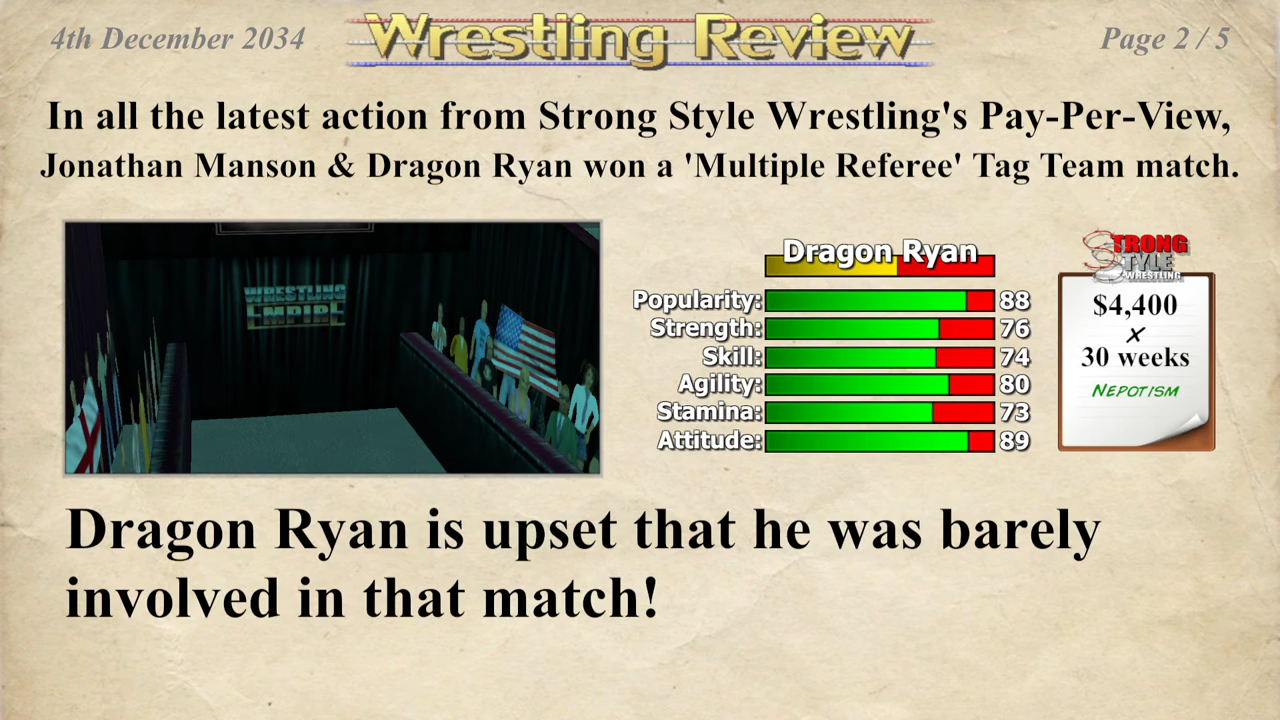 4th December 2034
Wrestling Review
Page 2 / 5
In all the latest action from Strong Style Wrestling's Pay-Per-View,
Jonathan Manson & Dragon Ryan won a 'Multiple Referee' Tag Team match.
WRESTLING
EMPIRE
Dragon Ryan
Popularity: 88
Strength: 76
Skill: 74
Agility: 80
Stamina: 73
Attitude: 89
STRONG
STYLE
WRESTLING
$4,400
x
30 weeks
NEPOTISM
Dragon Ryan is upset that he was barely
involved in that match!